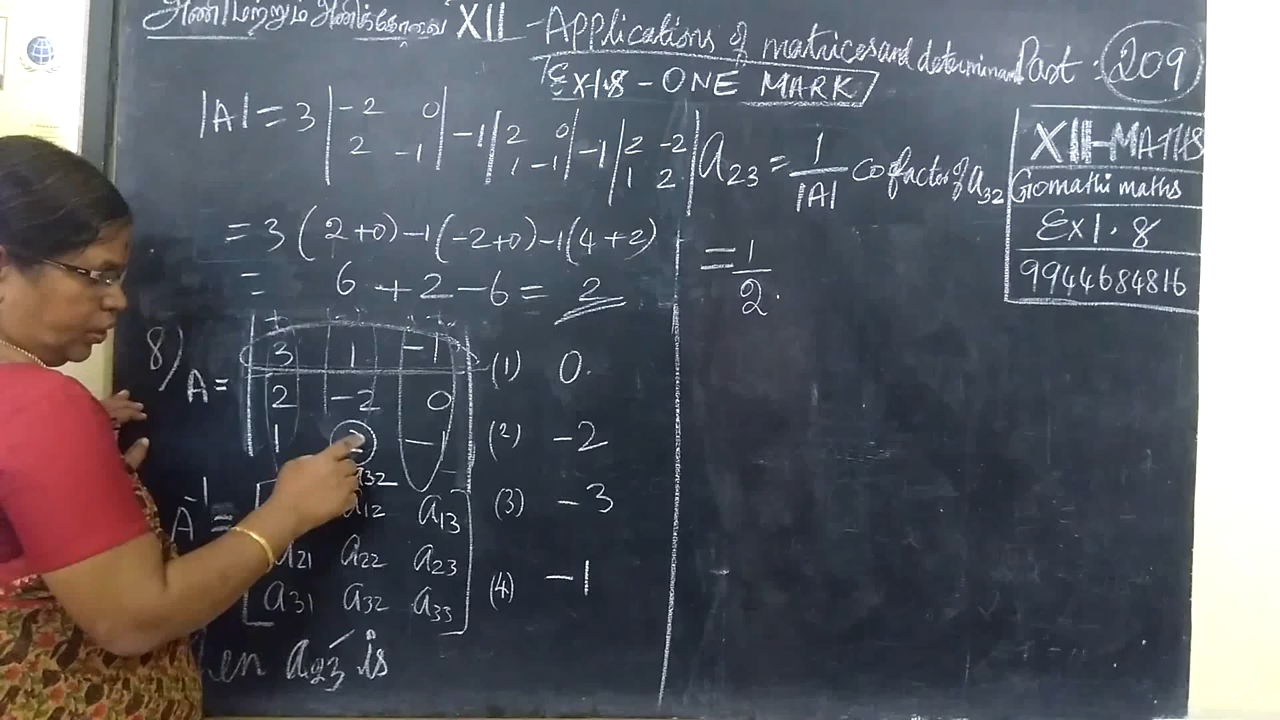 அணி மற்றும் அணிக்கோவை XII - Applications of matrices and determinant Part : 209
Ex 1.8 - ONE MARK
|A| = 3 |-2 0| -1 |2 0| -1 |2 -2|
2 -1 1 -1 1 2
= 3 (2+0) -1(-2+0) -1(4+2)
= 6 + 2 - 6 = 2
8) A = 3 1 -1
2 -2 0
1 -1
a32
A⁻¹ = a12 a13
a21 a22 a23
a31 a32 a33
a23 is
(1) 0.
(2) -2
(3) -3
(4) -1
a23 = 1/|A| cofactor of a32
= 1/2.
XII-MATHS
Gomathi maths
Ex 1.8
9944684816